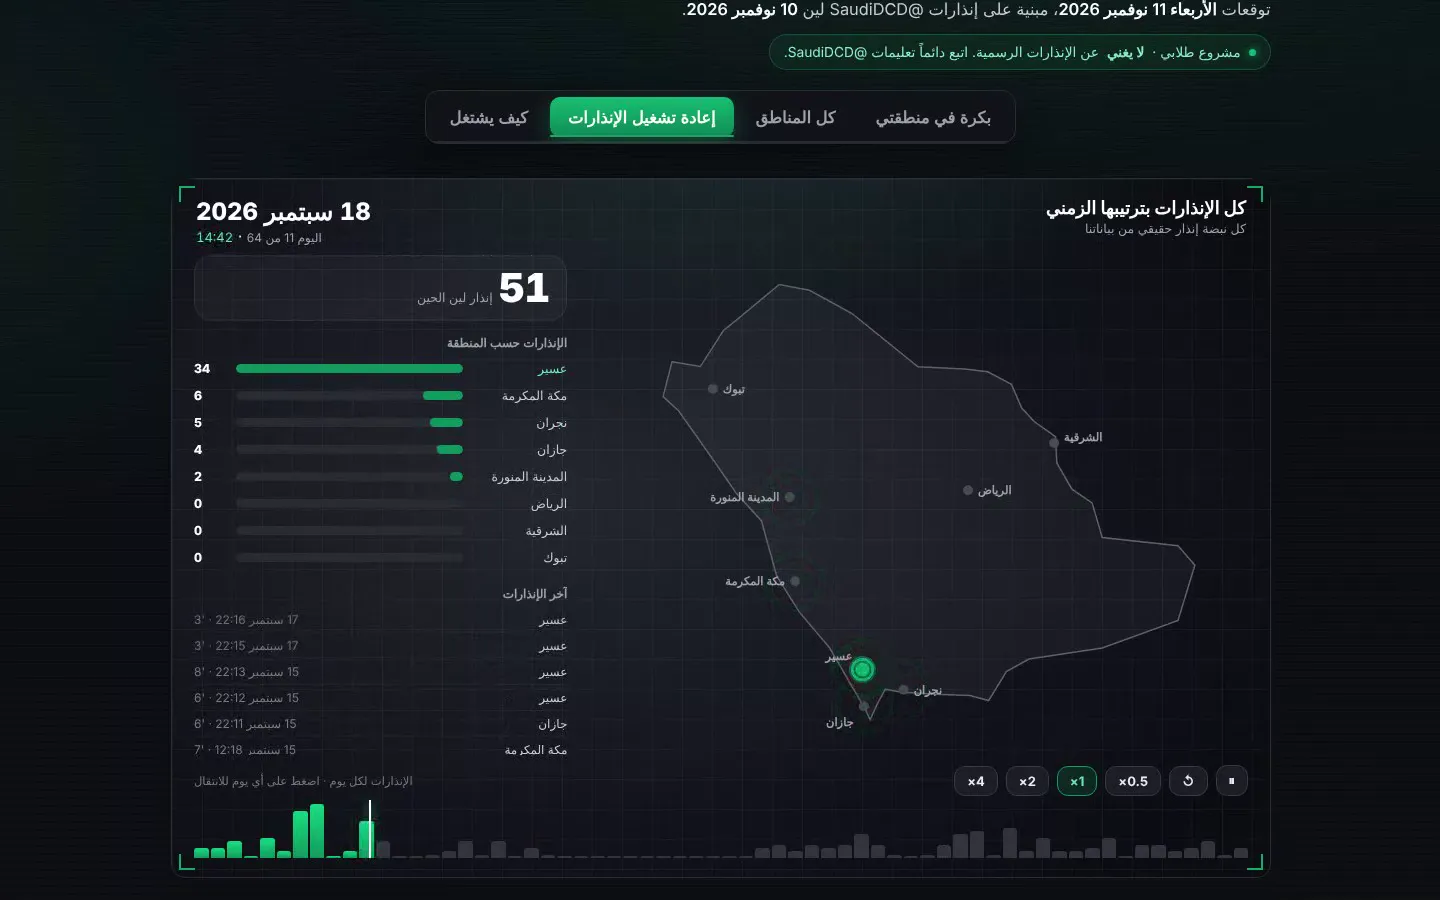 توقعات الأربعاء 11 نوفمبر 2026، مبنية على إنذارات @SaudiDCD لين 10 نوفمبر 2026.
مشروع طلابي · لا يغني عن الإنذارات الرسمية. اتبع دائماً تعليمات @SaudiDCD.
بكرة في منطقتي
كل المناطق
إعادة تشغيل الإنذارات
كيف يشتغل
كل الإنذارات بترتيبها الزمني
كل نبضة إنذار حقيقي من بياناتنا
18 سبتمبر 2026
اليوم 11 من 64 · 14:42
51 إنذار لين الحين
الإنذارات حسب المنطقة
عسير 34
مكة المكرمة 6
نجران 5
جازان 4
المدينة المنورة 2
الرياض 0
الشرقية 0
تبوك 0
آخر الإنذارات
عسير 17 سبتمبر 22:16 · 3'
عسير 17 سبتمبر 22:15 · 3'
عسير 15 سبتمبر 22:13 · 8'
عسير 15 سبتمبر 22:12 · 6'
جازان 15 سبتمبر 22:11 · 6'
مكة المكرمة 15 سبتمبر 12:18 · 7'
تبوك
الشرقية
الرياض
المدينة المنورة
مكة المكرمة
عسير
نجران
جازان
×0.5
×1
×2
×4
الإنذارات لكل يوم · اضغط على أي يوم للانتقال